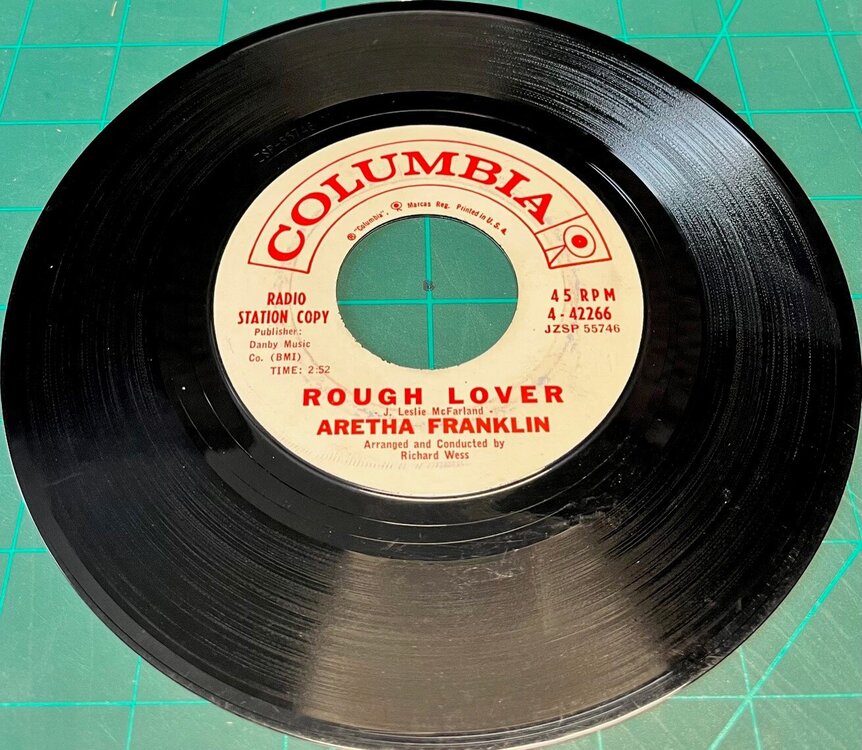 COLUMBIA
® "Columbia", Marcas Reg. Printed in U. S. A.
RADIO
STATION COPY
Publisher:
Danby Music
Co. (BMI)
TIME: 2:52
45 RPM
4-42266
JZSP 55746
ROUGH LOVER
- J. Leslie McFarland -
ARETHA FRANKLIN
Arranged and Conducted by
Richard Wess